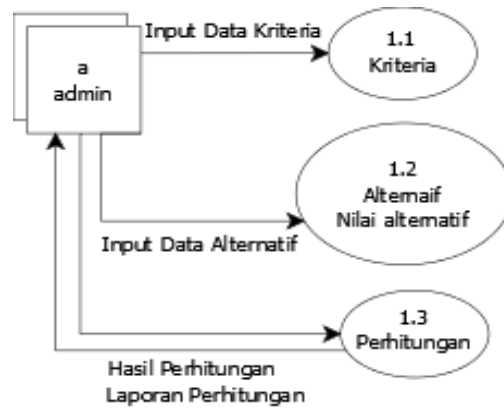 Input Data Kriteria
a
admin
1.1
Kriteria
1.2
Alternaif
Nilai alternatif
Input Data Alternatif
1.3
Perhitungan
Hasil Perhitungan
Laporan Perhitungan